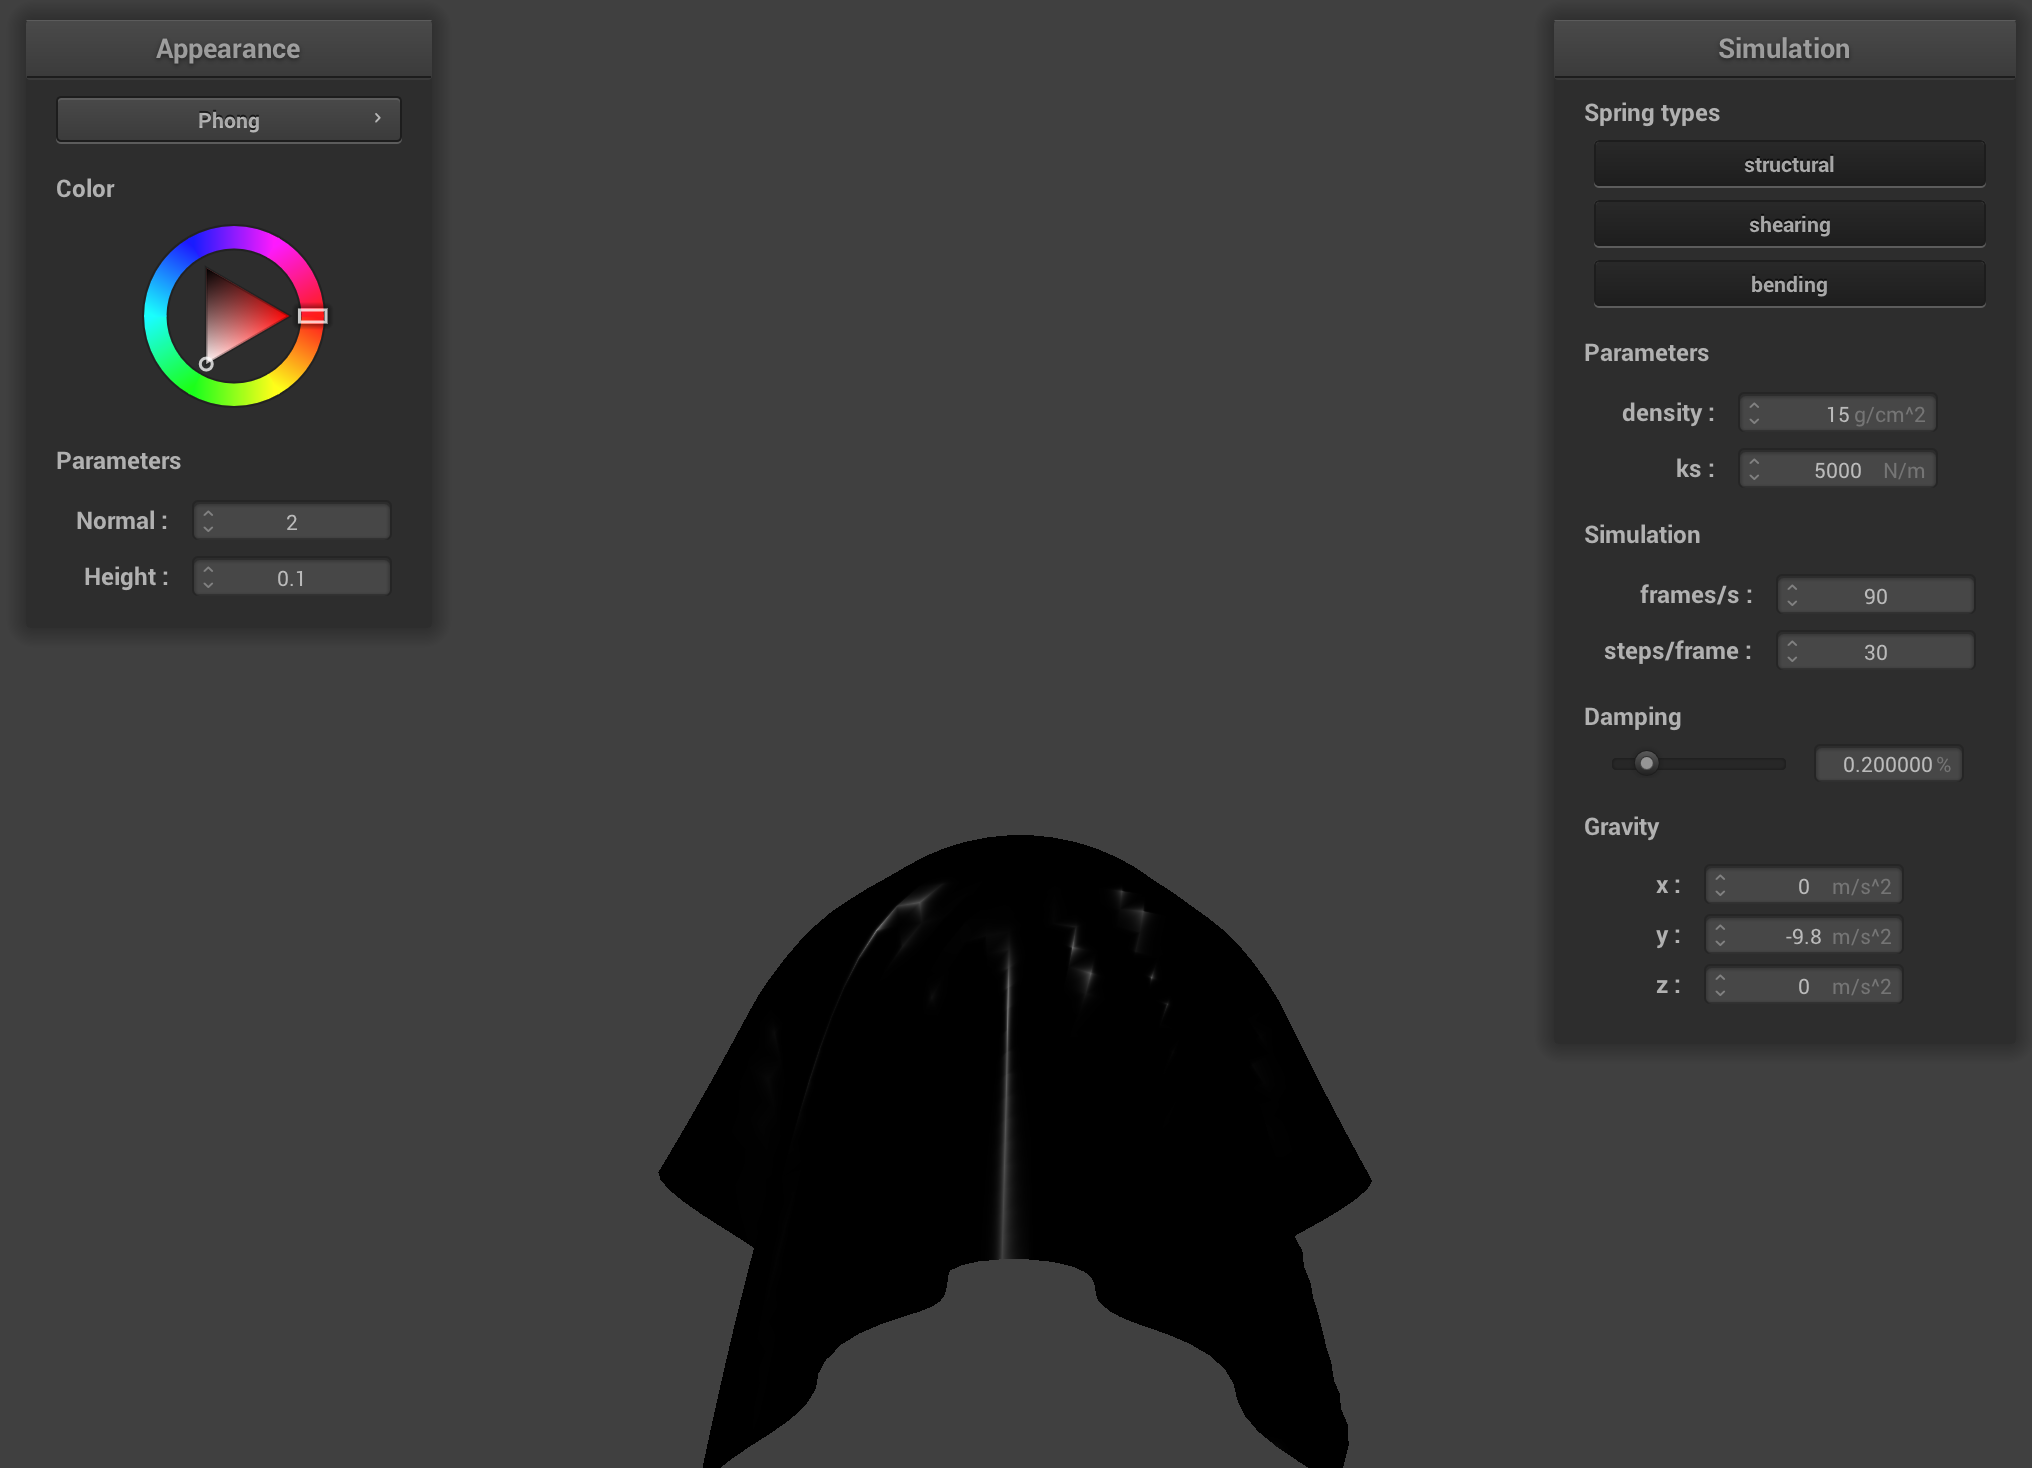 Appearance
Phong
Color
Parameters
Normal : 2
Height : 0.1
Simulation
Spring types
structural
shearing
bending
Parameters
density : 15 g/cm^2
ks : 5000 N/m
Simulation
frames/s : 90
steps/frame : 30
Damping
0.200000 %
Gravity
x : 0 m/s^2
y : -9.8 m/s^2
z : 0 m/s^2